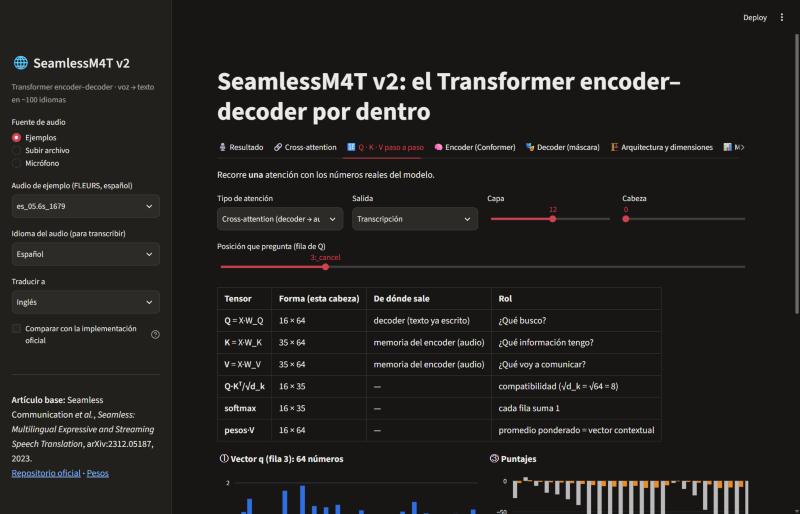 Deploy
SeamlessM4T v2
Transformer encoder–decoder · voz → texto
en ~100 idiomas
Fuente de audio
Ejemplos
Subir archivo
Micrófono
Audio de ejemplo (FLEURS, español)
es_05.6s_1679
Idioma del audio (para transcribir)
Español
Traducir a
Inglés
Comparar con la implementación
oficial
Artículo base: Seamless
Communication et al., Seamless:
Multilingual Expressive and Streaming
Speech Translation, arXiv:2312.05187,
2023.
Repositorio oficial · Pesos
SeamlessM4T v2: el Transformer encoder–
decoder por dentro
Resultado Cross-attention Q · K · V paso a paso Encoder (Conformer) Decoder (máscara) Arquitectura y dimensiones
Recorre una atención con los números reales del modelo.
Tipo de atención Salida Capa Cabeza
12 0
Cross-attention (decoder → au Transcripción
Posición que pregunta (fila de Q)
3:_cancel
Tensor Forma (esta cabeza) De dónde sale Rol
Q = X·W_Q 16 × 64 decoder (texto ya escrito) ¿Qué busco?
K = X·W_K 35 × 64 memoria del encoder (audio) ¿Qué información tengo?
V = X·W_V 35 × 64 memoria del encoder (audio) ¿Qué voy a comunicar?
Q·Kᵀ/√d_k 16 × 35 — compatibilidad (√d_k = √64 = 8)
softmax 16 × 35 — cada fila suma 1
pesos·V 16 × 64 — promedio ponderado = vector contextual
① Vector q (fila 3): 64 números ③ Puntajes
2 0
−50